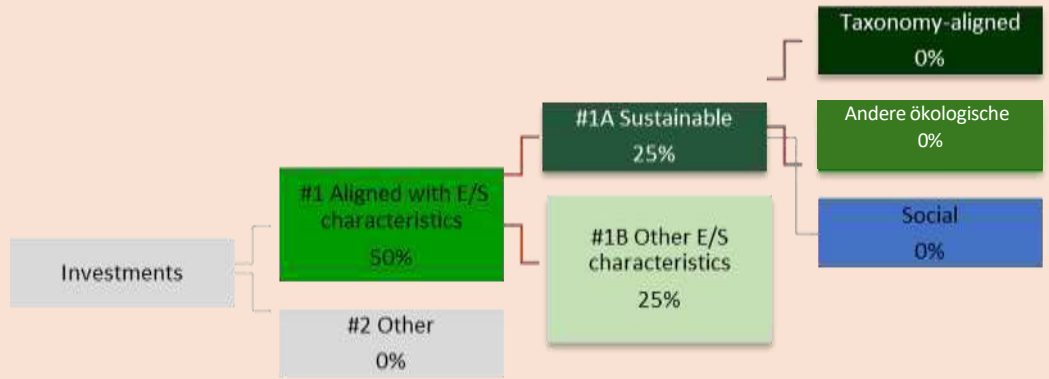 Investments
#1 Aligned with E/S
characteristics
50%
#2 Other
0%
#1A Sustainable
25%
#1B Other E/S
characteristics
25%
Taxonomy-aligned
0%
Andere ökologische
0%
Social
0%